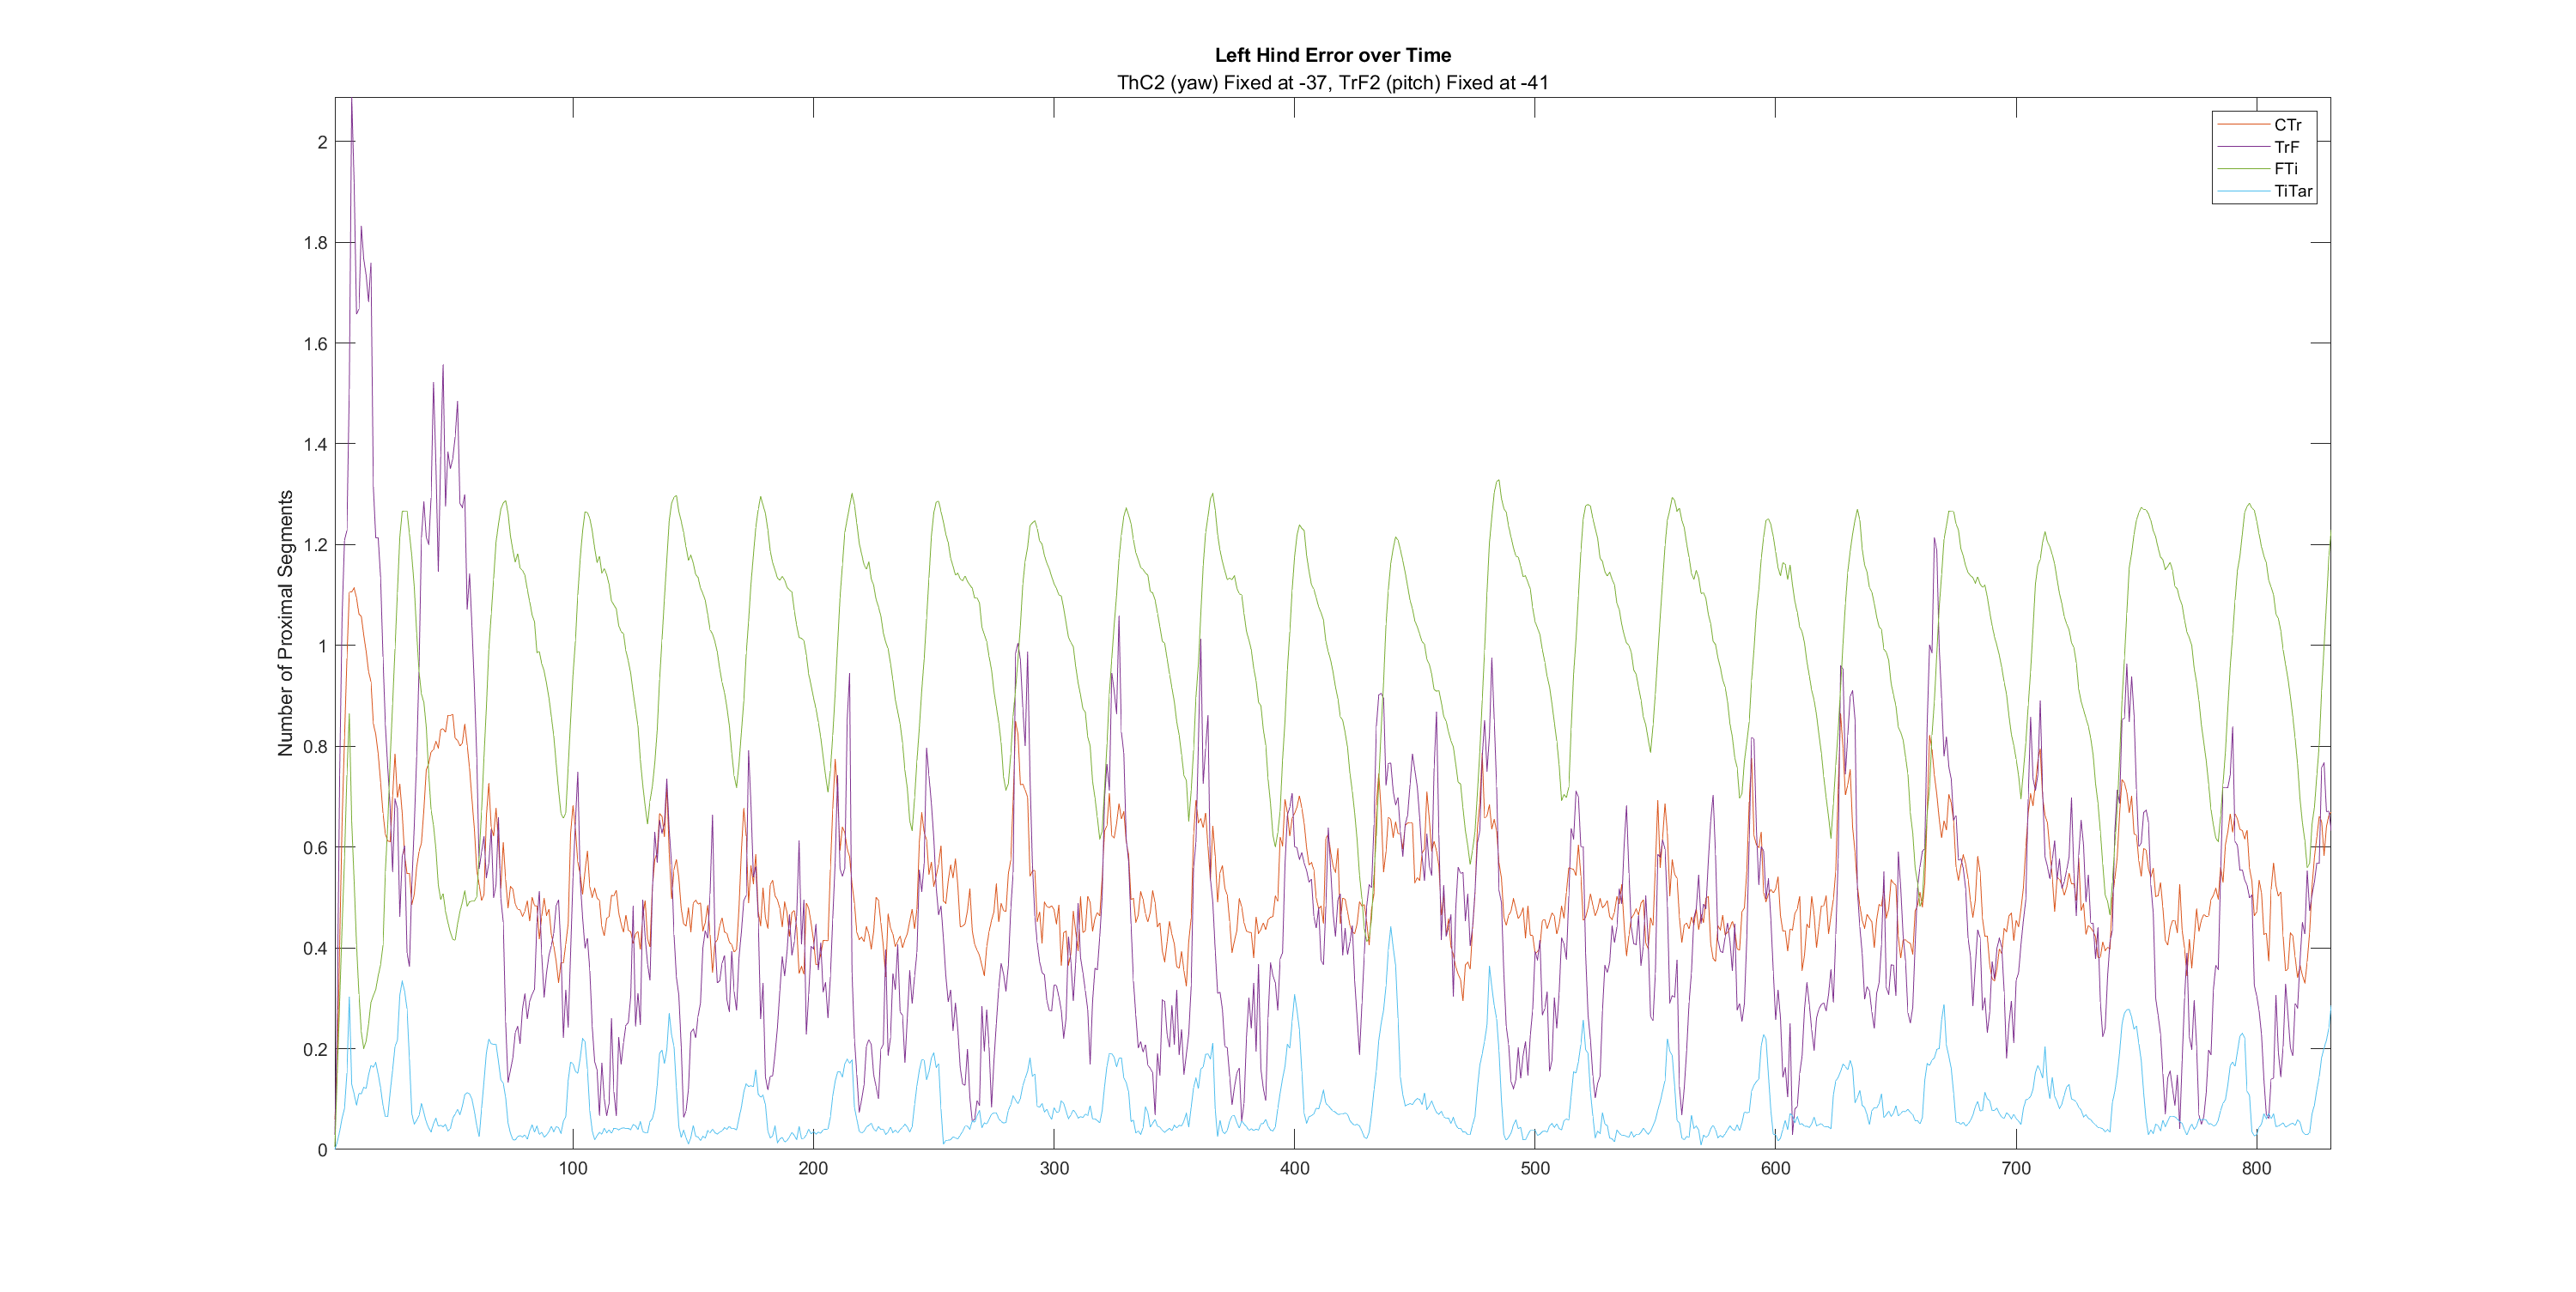 Left Hind Error over Time
ThC2 (yaw) Fixed at -37, TrF2 (pitch) Fixed at -41
CTr
TrF
FTi
TiTar
Number of Proximal Segments
2
1.8
1.6
1.4
1.2
1
0.8
0.6
0.4
0.2
0
100 200 300 400 500 600 700 800